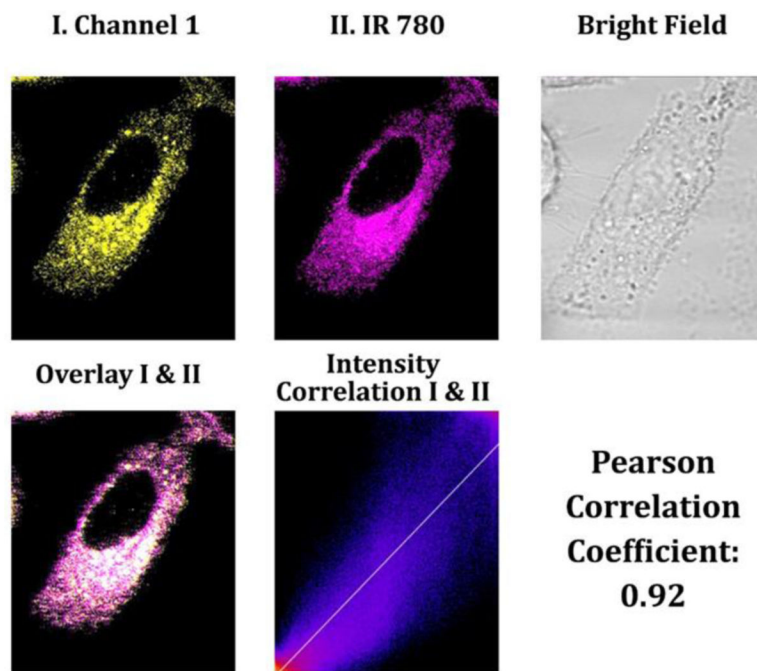 I. Channel 1
II. IR 780
Bright Field
Overlay I & II
Intensity
Correlation I & II
Pearson
Correlation
Coefficient:
0.92